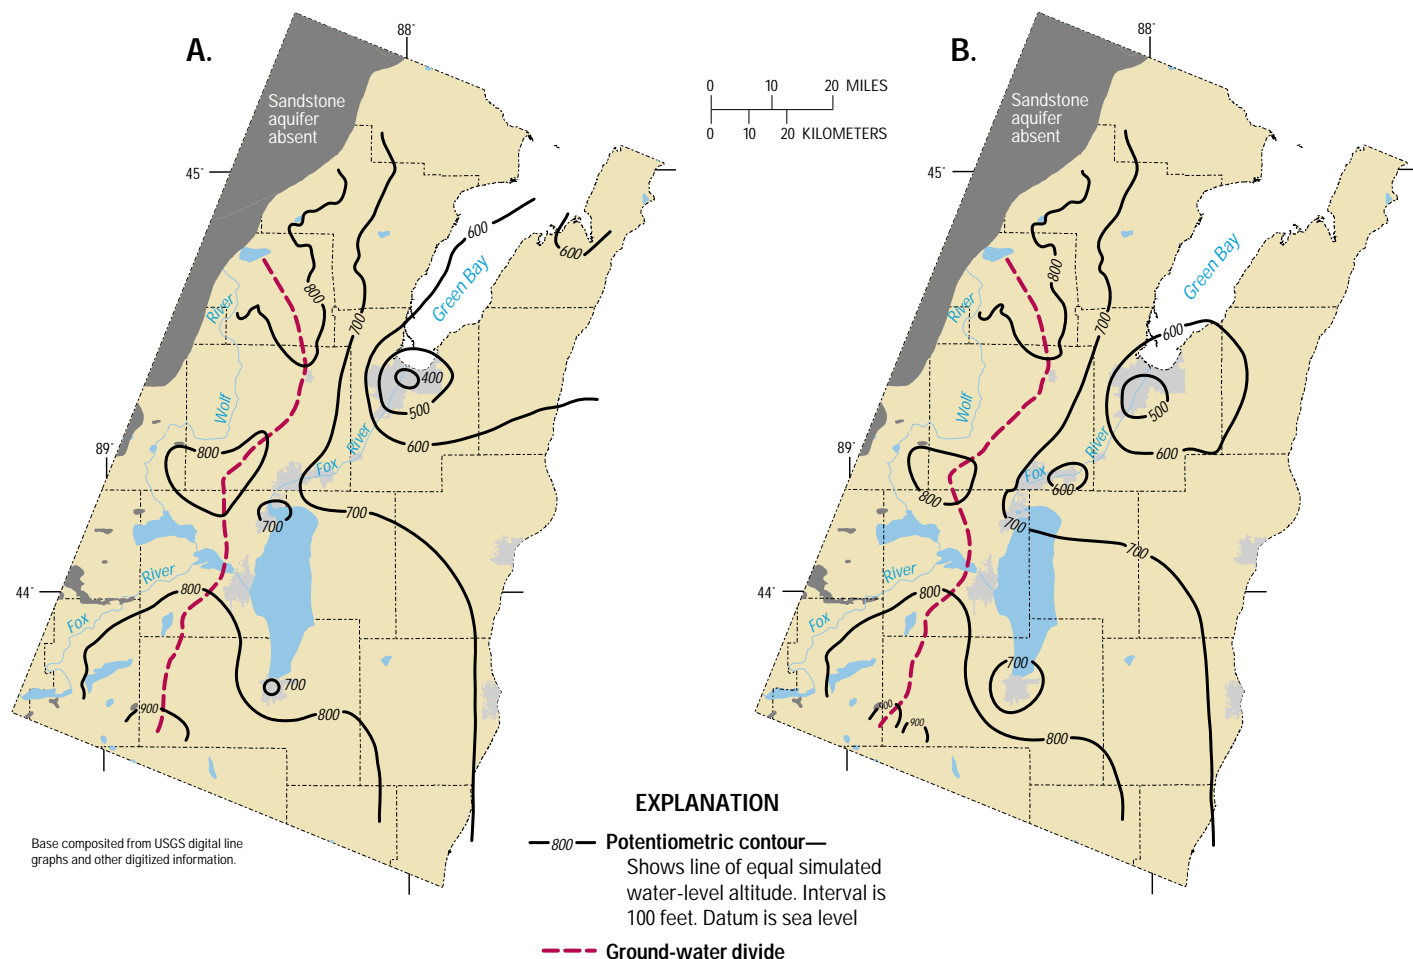 A.
88°
Sandstone
aquifer
absent
45°
600
600
Green Bay
River
800
700
400
500
Wolf
600
River
Fox
89°
800
700
700
River
44°
800
Fox
700
900
800
0 10 20 MILES
0 10 20 KILOMETERS
B.
88°
Sandstone
aquifer
absent
45°
Green Bay
800
River
700
600
500
Wolf
River
600
89°
Fox
800
600
700
700
River
44°
800
Fox
700
900
900
800
EXPLANATION
800 Potentiometric contour—
Shows line of equal simulated
water-level altitude. Interval is
100 feet. Datum is sea level
Ground-water divide
Base composited from USGS digital line
graphs and other digitized information.